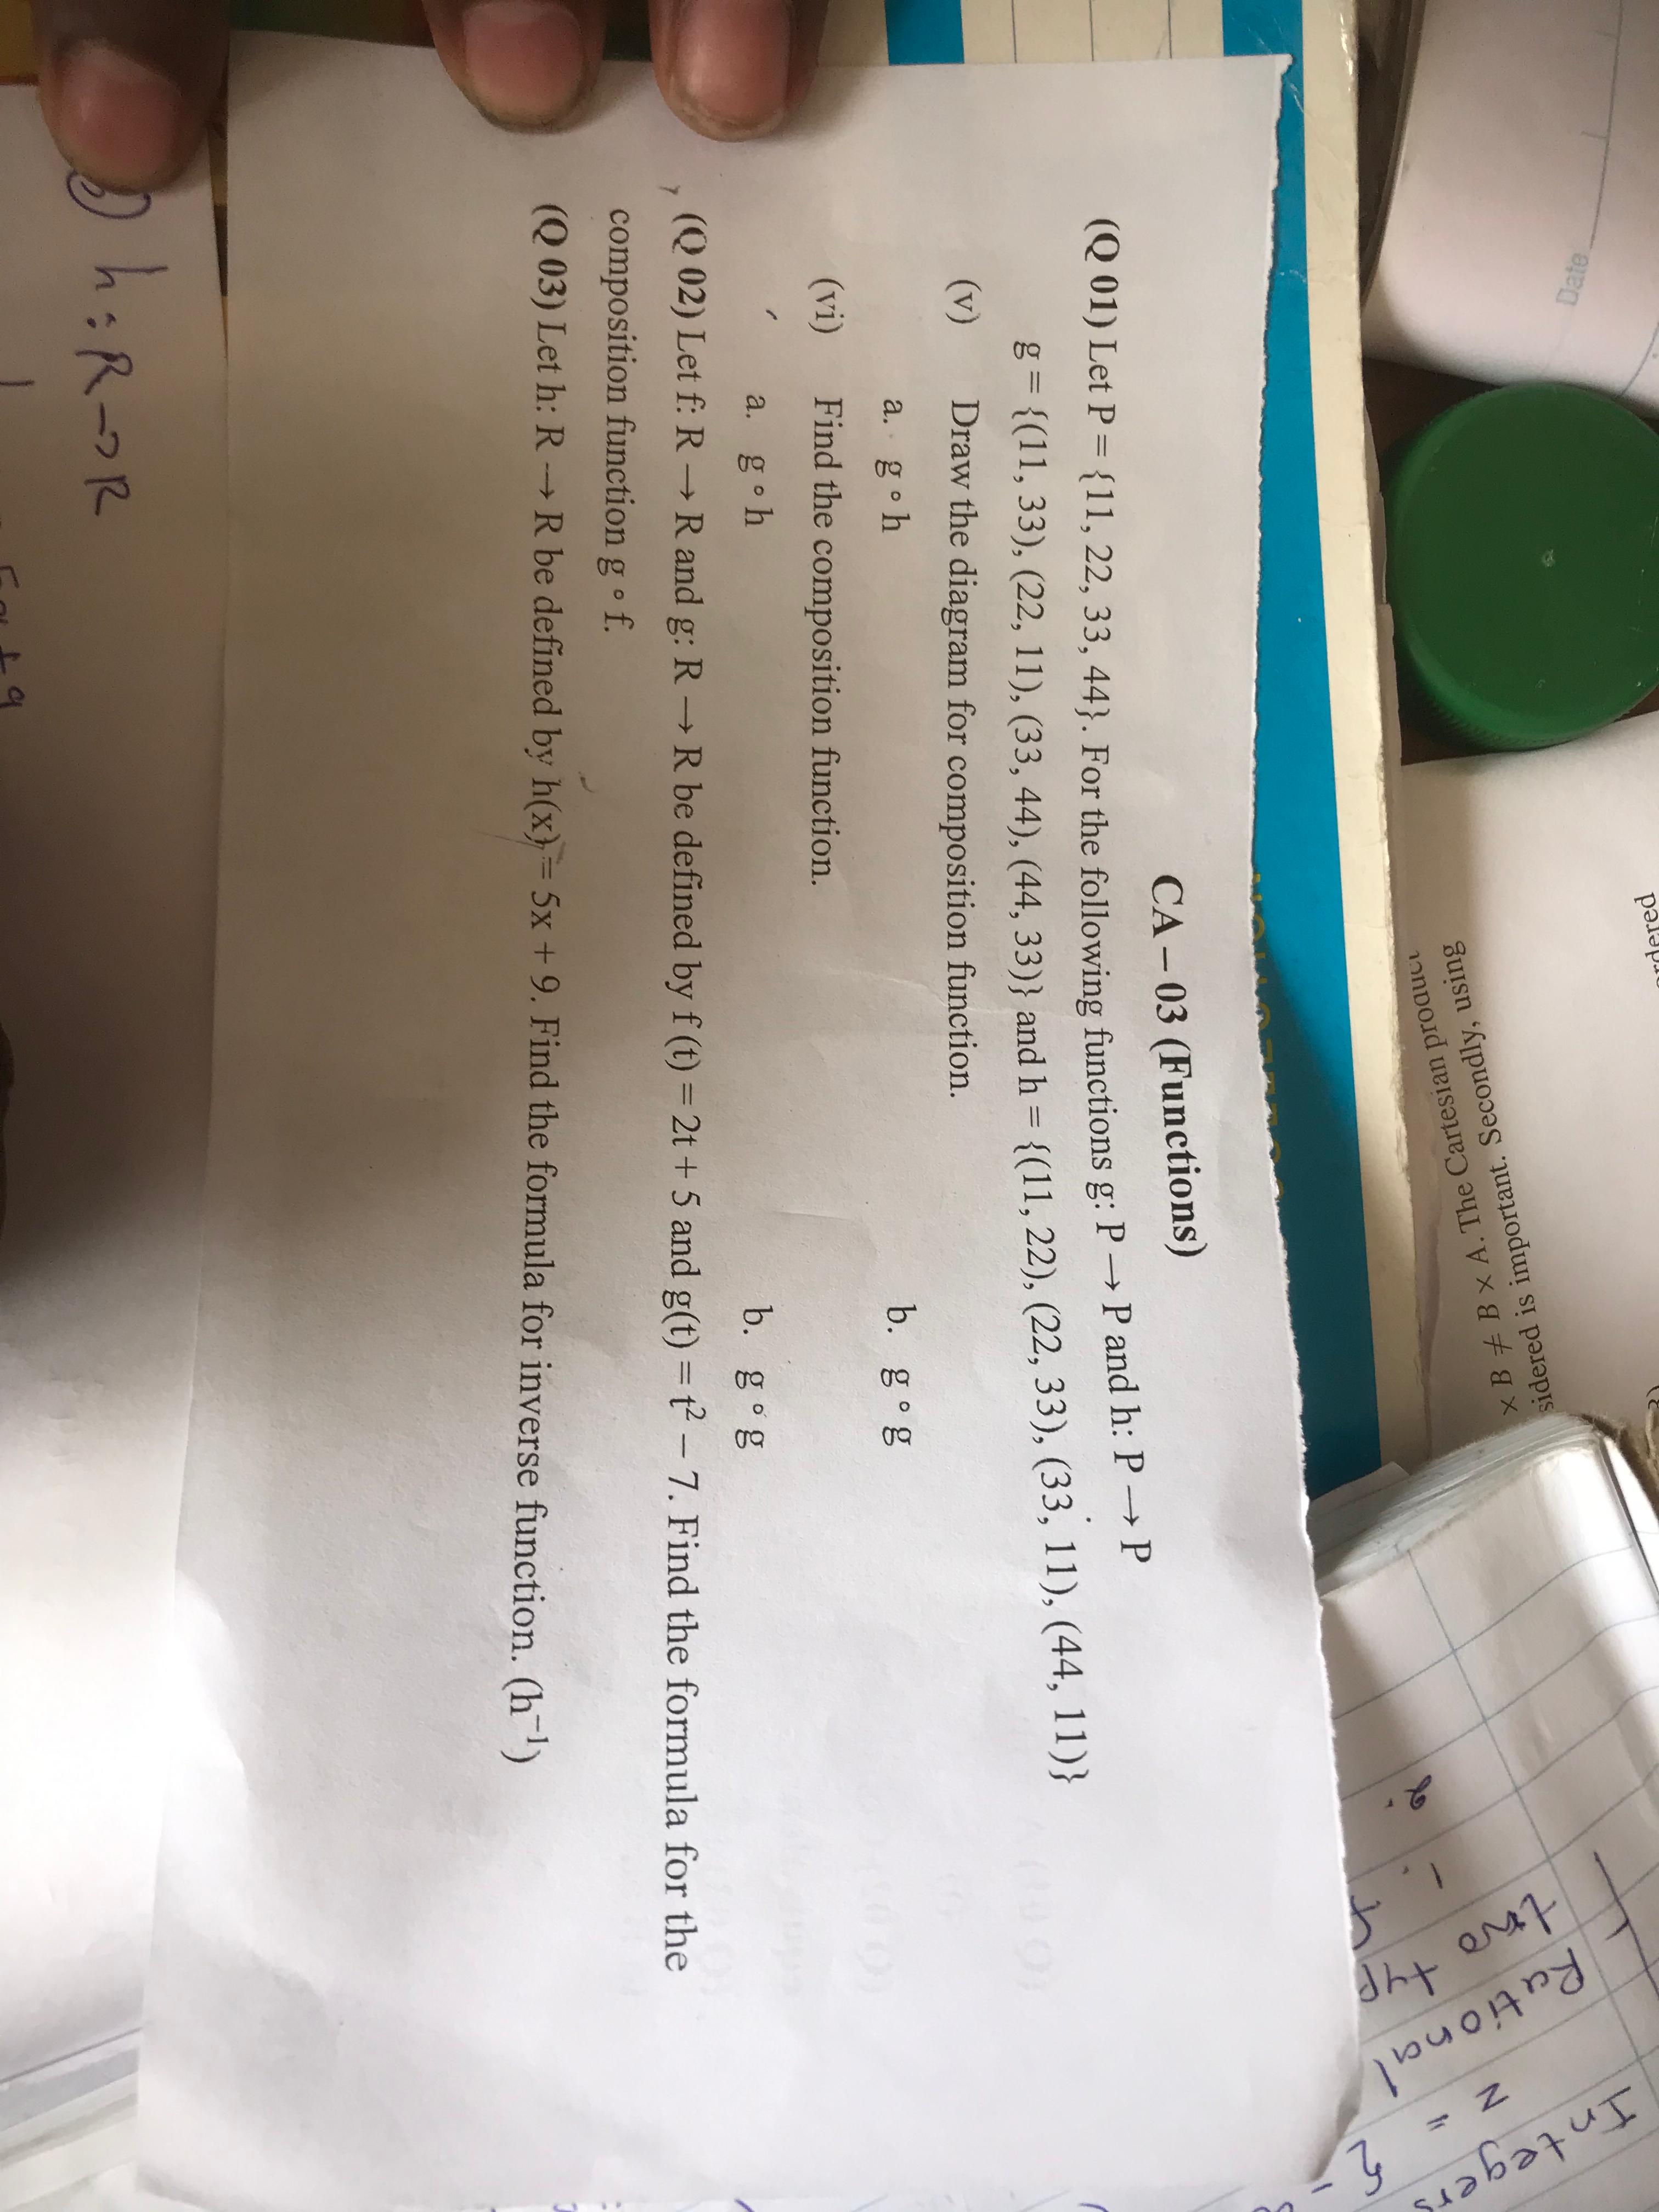 CA – 03 (Functions)
(Q 01) Let P = {11, 22, 33, 44}. For the following functions g: P → P and h: P → P
g = {(11, 33), (22, 11), (33, 44), (44, 33)} and h = {(11, 22), (22, 33), (33, 11), (44, 11)}
(v) Draw the diagram for composition function.
a. g ∘ h b. g ∘ g
(vi) Find the composition function.
a. g ∘ h b. g ∘ g
(Q 02) Let f: R → R and g: R → R be defined by f (t) = 2t + 5 and g(t) = t² – 7. Find the formula for the
composition function g ∘ f.
(Q 03) Let h: R → R be defined by h(x) = 5x + 9. Find the formula for inverse function. (h⁻¹)
h : R → R
Date
using
× B ≠ B × A. The Cartesian product
sidered is important. Seccondly,
2.
1.
two
Rational
Z =
Integers